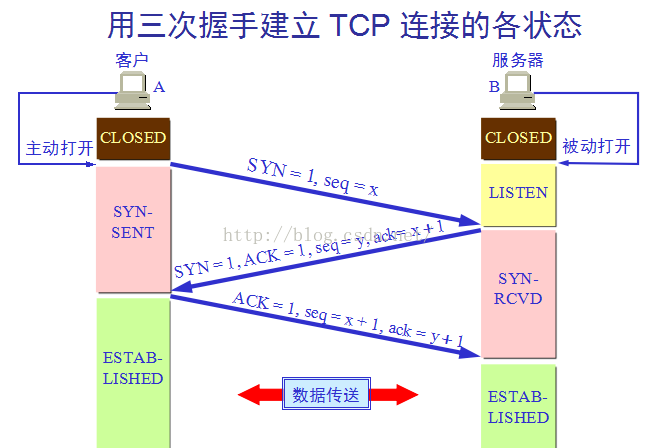 用三次握手建立 TCP 连接的各状态
客户
服务器
A
B
CLOSED
CLOSED
主动打开
被动打开
SYN = 1, seq = x
LISTEN
SYN-
SENT
http://blog.csdn.net/
SYN = 1, ACK = 1, seq = y, ack= x + 1
SYN-
RCVD
ACK = 1, seq = x + 1, ack = y + 1
ESTAB-
LISHED
数据传送
ESTAB-
LISHED